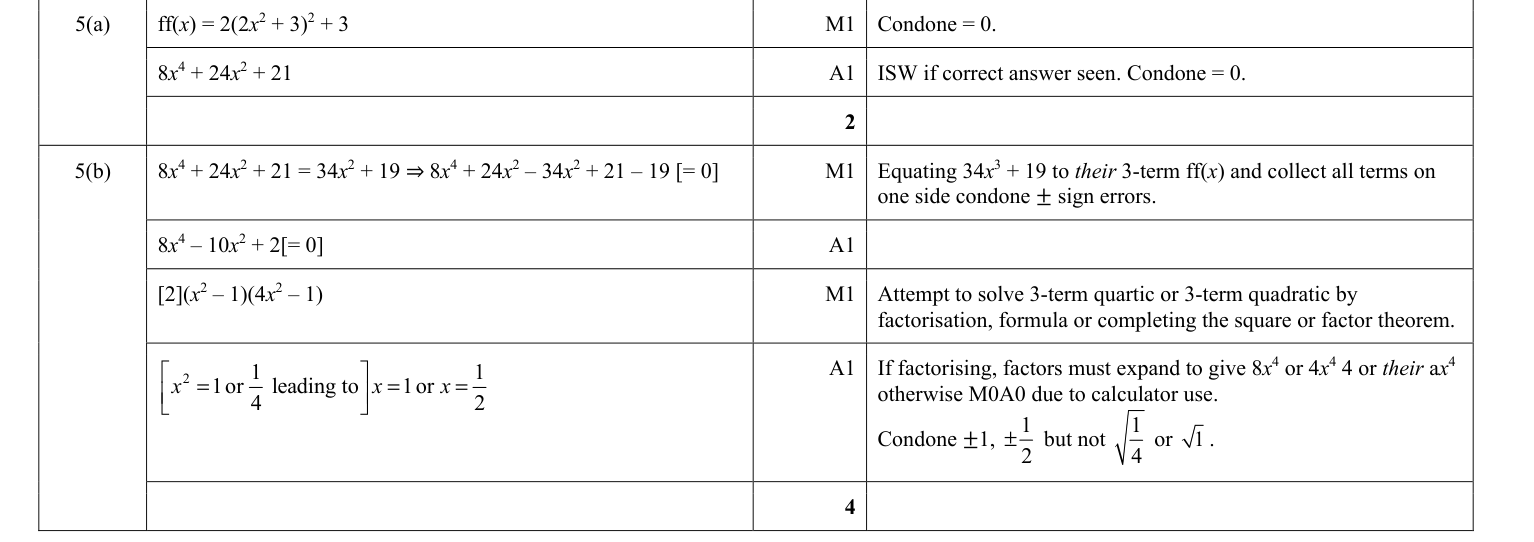 5(a) ff(x) = 2(2x² + 3)² + 3 M1 Condone = 0.
8x⁴ + 24x² + 21 A1 ISW if correct answer seen. Condone = 0.
2
5(b) 8x⁴ + 24x² + 21 = 34x² + 19 ⇒ 8x⁴ + 24x² – 34x² + 21 – 19 [= 0] M1 Equating 34x³ + 19 to their 3-term ff(x) and collect all terms on
one side condone ± sign errors.
8x⁴ – 10x² + 2[= 0] A1
[2](x² – 1)(4x² – 1) M1 Attempt to solve 3-term quartic or 3-term quadratic by
factorisation, formula or completing the square or factor theorem.
[x² = 1 or 1/4 leading to] x = 1 or x = 1/2 A1 If factorising, factors must expand to give 8x⁴ or 4x⁴ 4 or their ax⁴
otherwise M0A0 due to calculator use.
Condone ±1, ±1/2 but not √(1/4) or √1 .
4